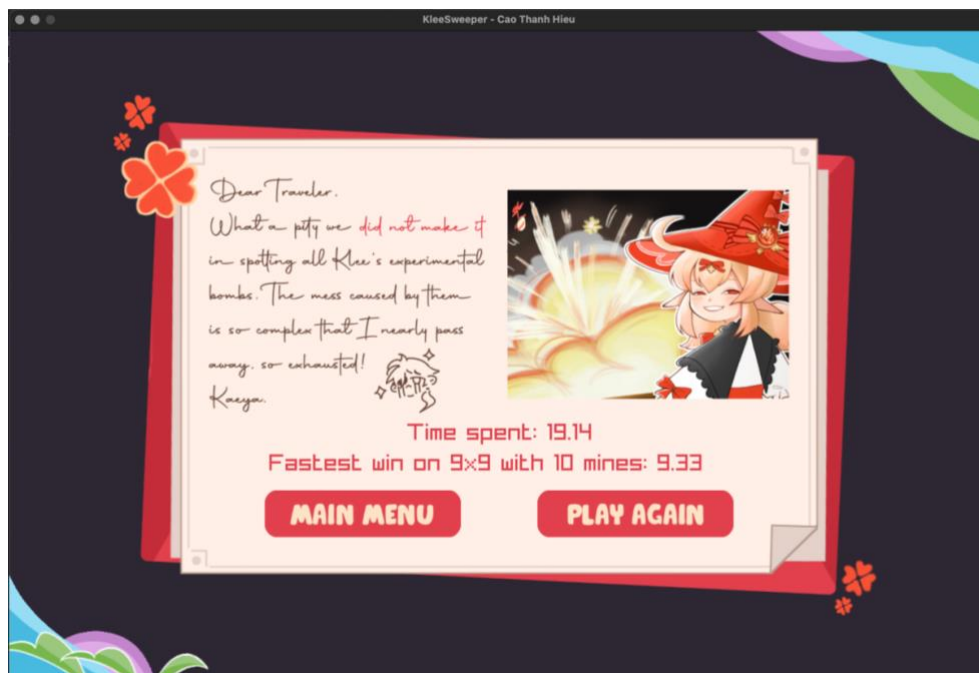 KleeSweeper - Cao Thanh Hieu
Dear Traveler.
What a pity we did not make it
in spotting all Klee's experimental
bombs. The mess caused by them
is so complex that I nearly pass
away, so exhausted!
Kaeya.
Time spent: 19.14
Fastest win on 9x9 with 10 mines: 9.33
MAIN MENU
PLAY AGAIN